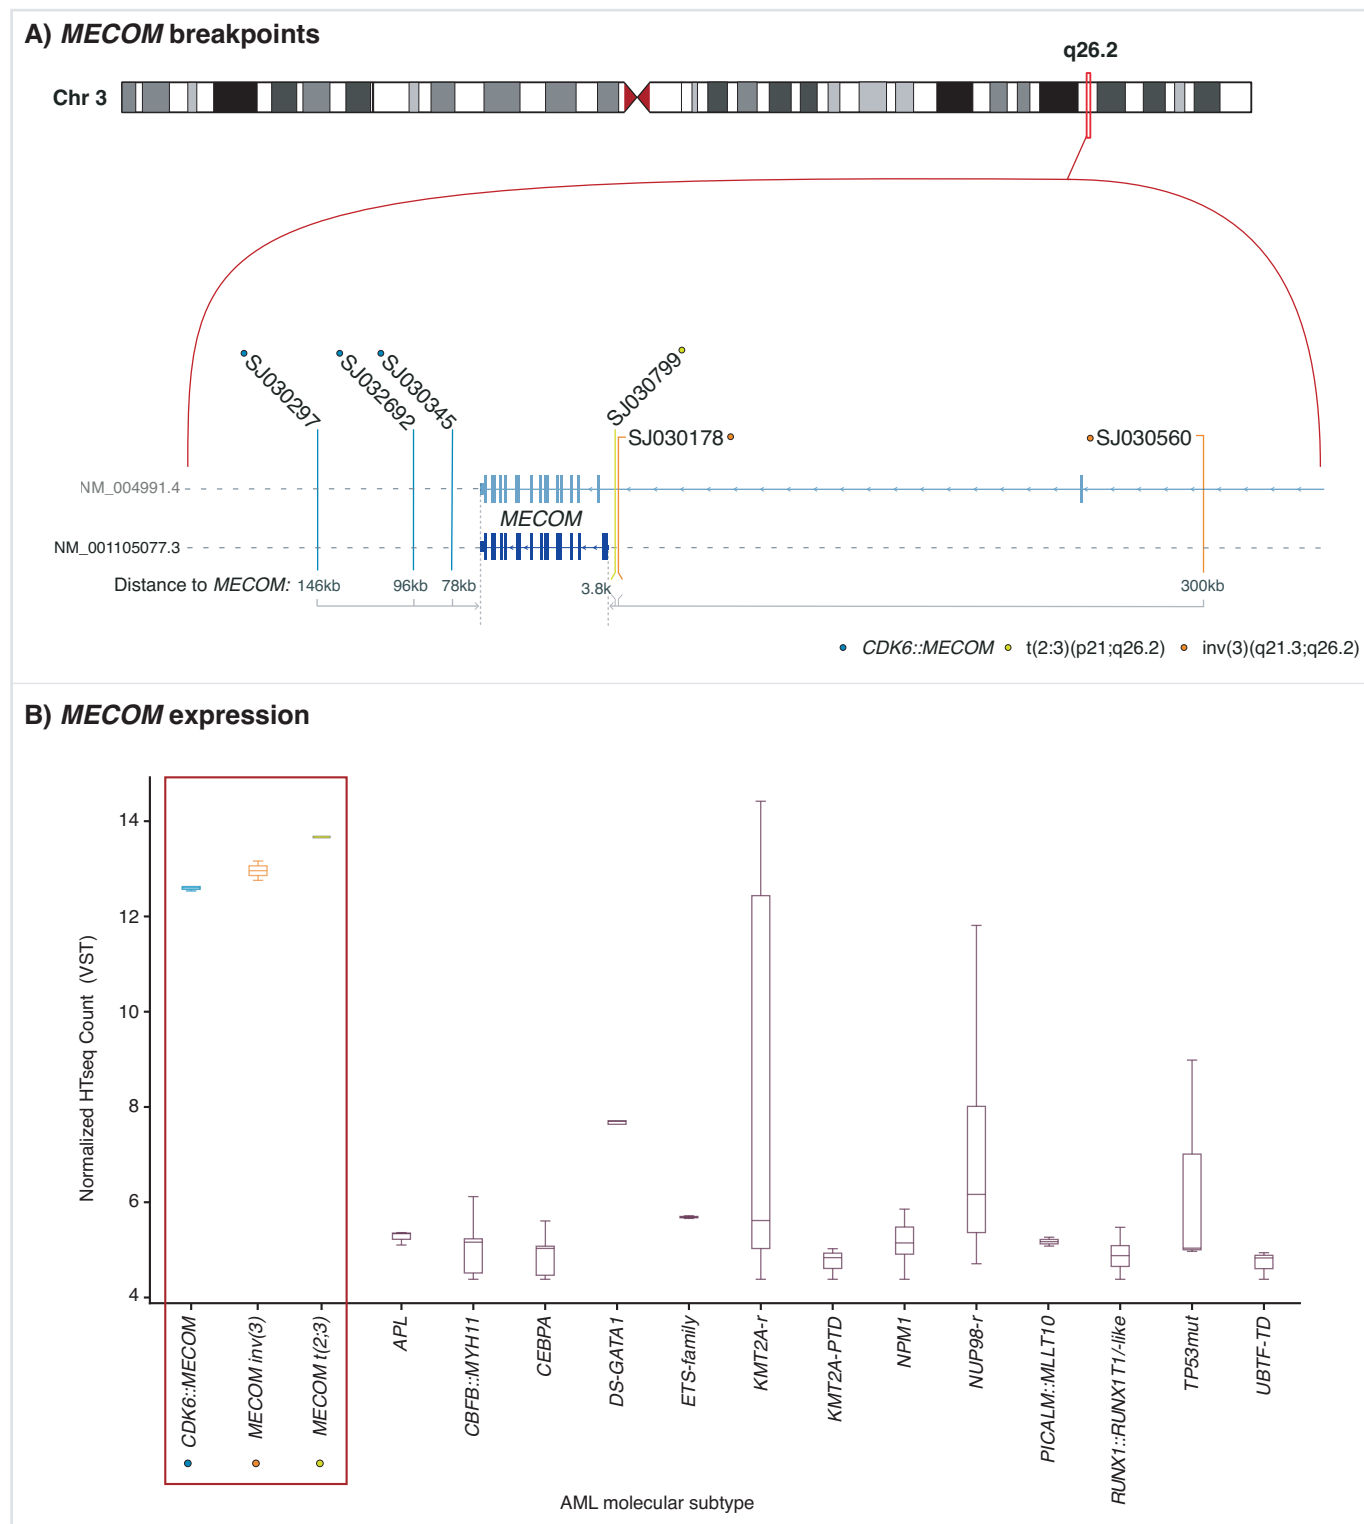 A) MECOM breakpoints
q26.2
Chr 3
SJ030297
SJ032692
SJ030345
SJ030799
SJ030178
SJ030560
NM_004991.4
MECOM
NM_001105077.3
Distance to MECOM: 146kb 96kb 78kb 3.8k 300kb
CDK6::MECOM t(2:3)(p21;q26.2) inv(3)(q21.3;q26.2)
B) MECOM expression
Normalized HTseq Count (VST)
14
12
10
8
6
4
CDK6::MECOM
MECOM inv(3)
MECOM t(2;3)
APL
CBFB::MYH11
CEBPA
DS-GATA1
ETS-family
KMT2A-r
KMT2A-PTD
NPM1
NUP98-r
PICALM::MLLT10
RUNX1::RUNX1T1/-like
TP53mut
UBTF-TD
AML molecular subtype